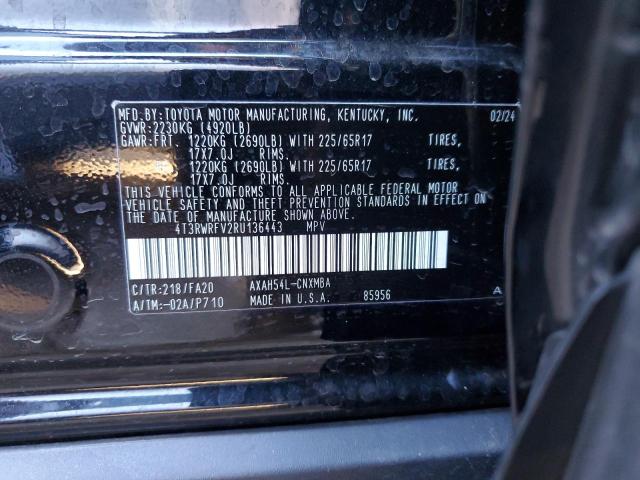 MFD.BY:TOYOTA MOTOR MANUFACTURING, KENTUCKY, INC. 02/24
GVWR:2230KG (4920LB)
GAWR:FRT. 1220KG (2690LB) WITH 225/65R17 TIRES,
17X7.0J RIMS.
1220KG (2690LB) WITH 225/65R17 TIRES,
17X7.0J RIMS.
THIS VEHICLE CONFORMS TO ALL APPLICABLE FEDERAL MOTOR
VEHICLE SAFETY AND THEFT PREVENTION STANDARDS IN EFFECT ON
THE DATE OF MANUFACTURE SHOWN ABOVE.
4T3RWRFV2RU136443 MPV
C/TR:218/FA20 AXAH54L-CNXMBA
A/TM:-02A/P710 MADE IN U.S.A. 85956 A